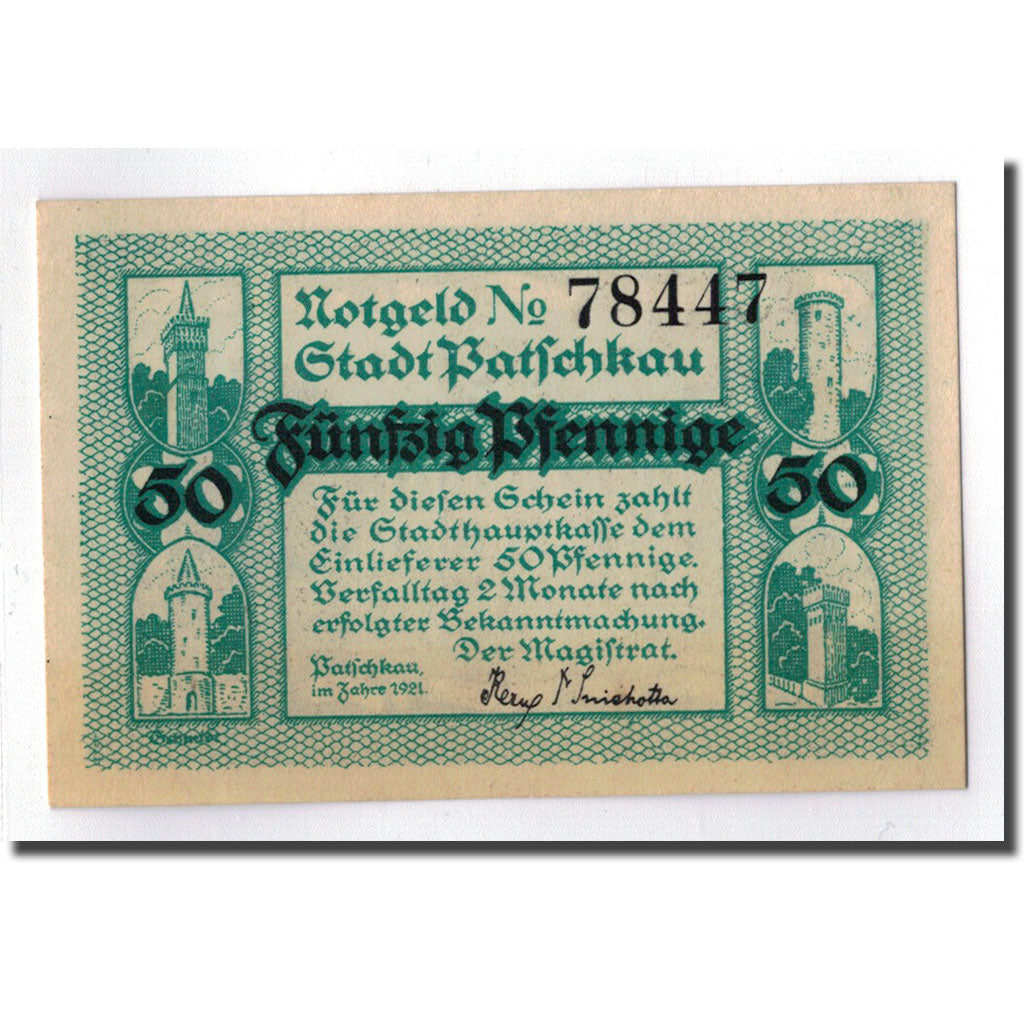 Notgeld No 78447
Stadt Patschkau
Fünfzig Pfennige
50 50
Für diesen Schein zahlt
die Stadthauptkasse dem
Einlieferer 50 Pfennige.
Verfalltag 2 Monate nach
erfolgter Bekanntmachung.
Der Magistrat.
Patschkau,
im Jahre 1921.